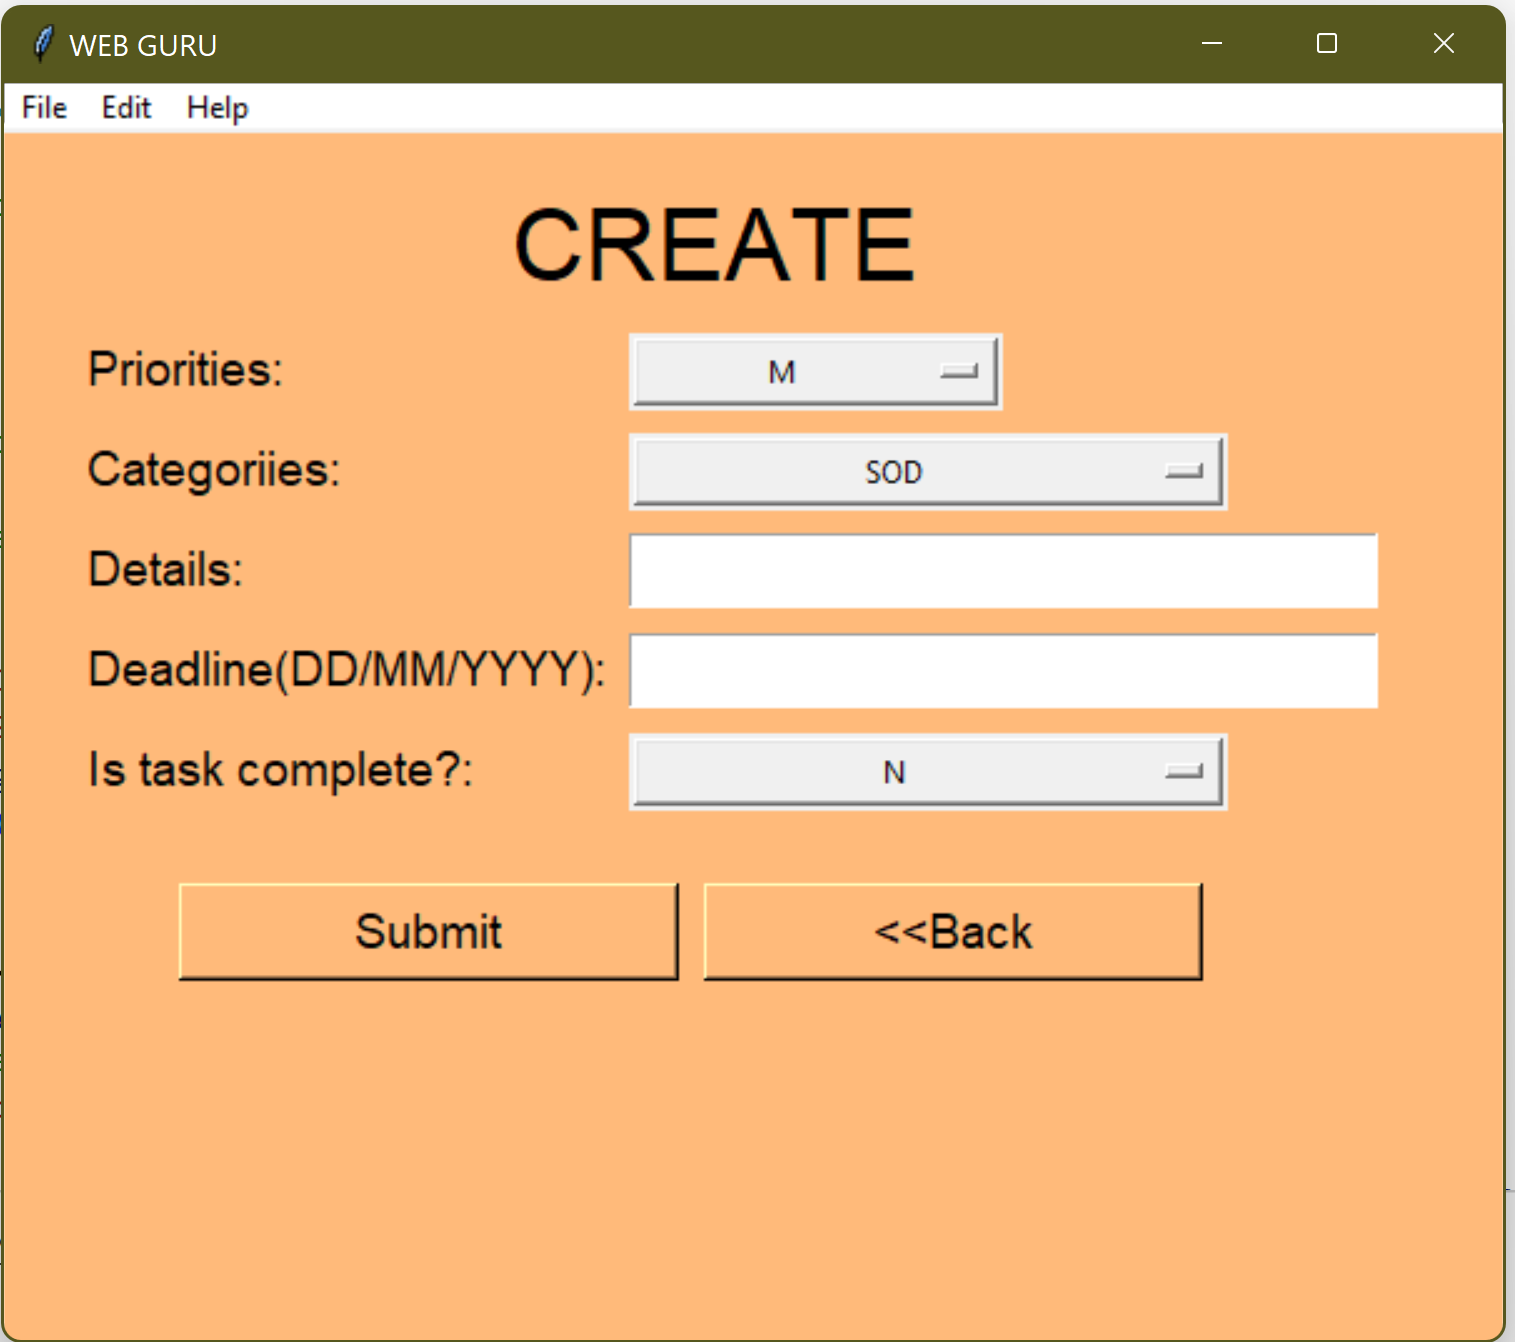 WEB GURU
File Edit Help
CREATE
Priorities: M
Categoriies: SOD
Details:
Deadline(DD/MM/YYYY):
Is task complete?: N
Submit <<Back